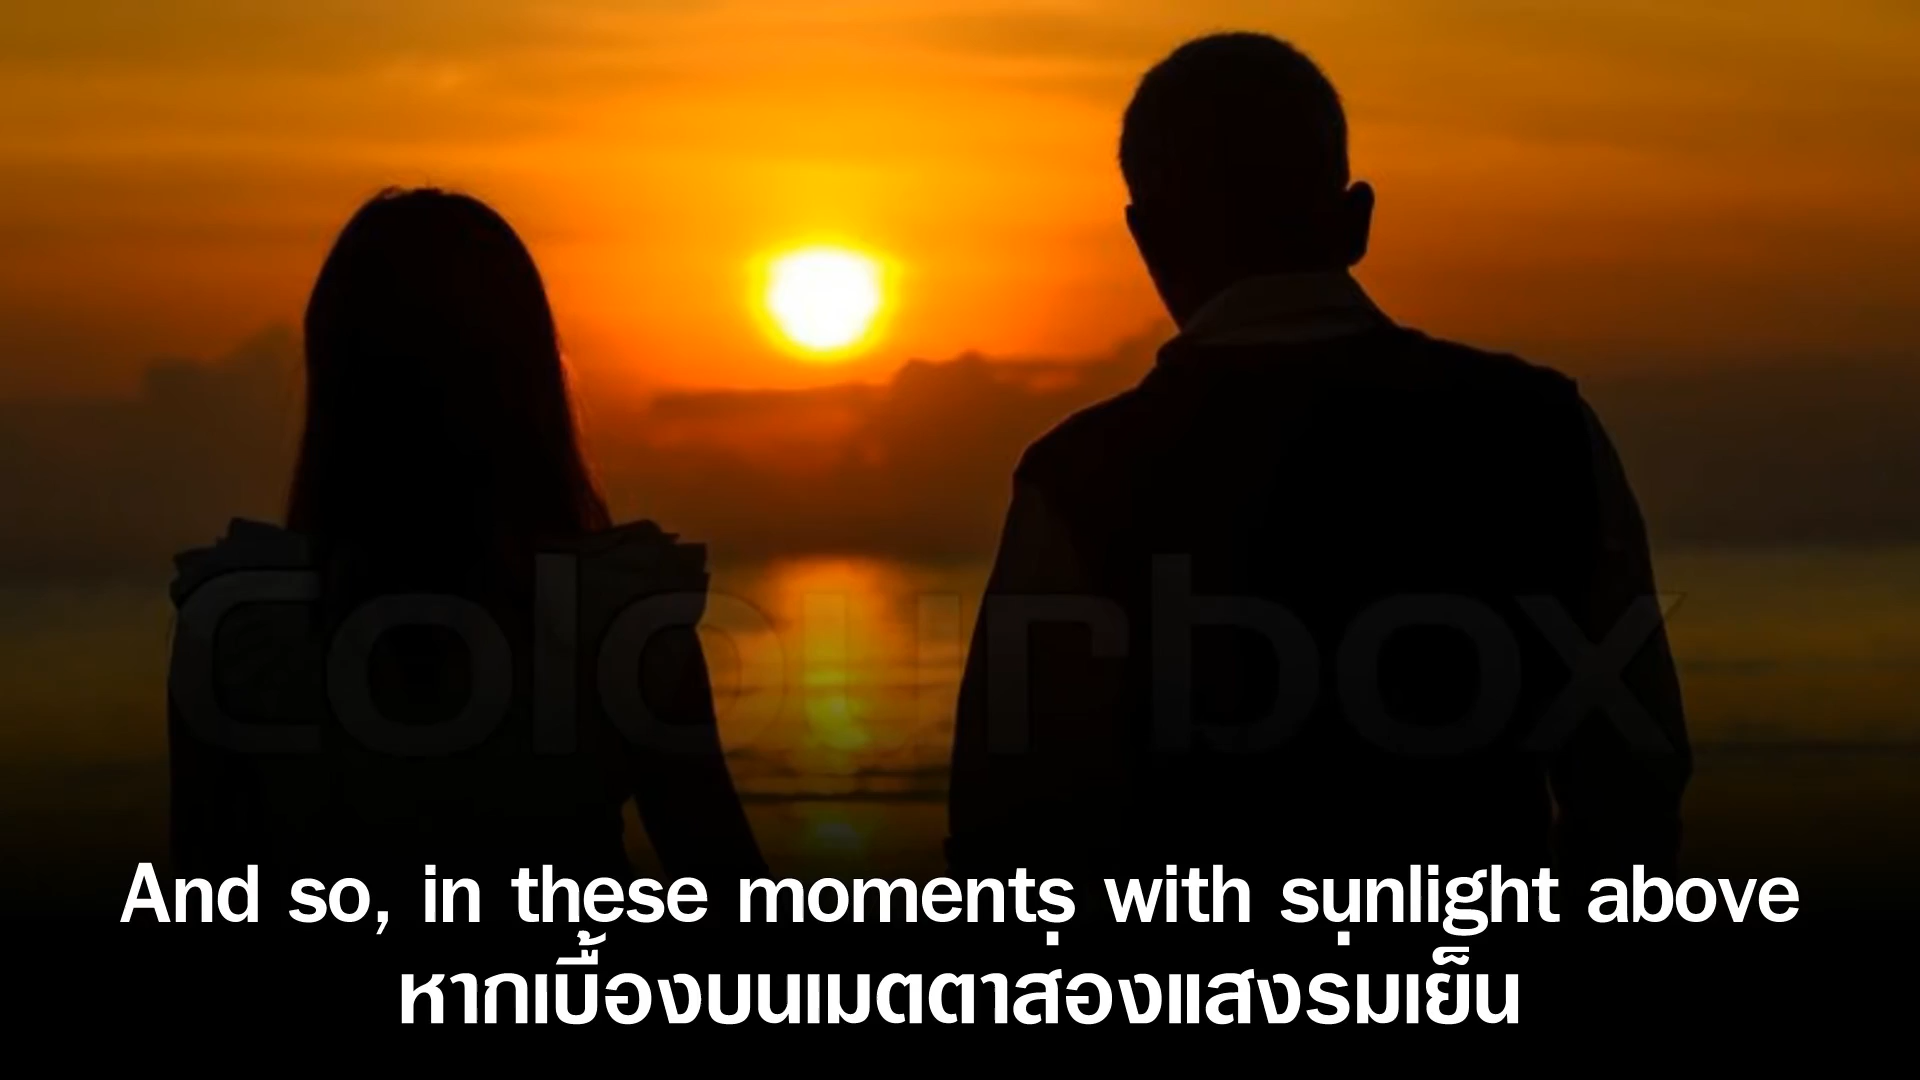 colourbox
And so, in these moments with sunlight above
หากเบื้องบนเมตตาส่องแสงร่มเย็น